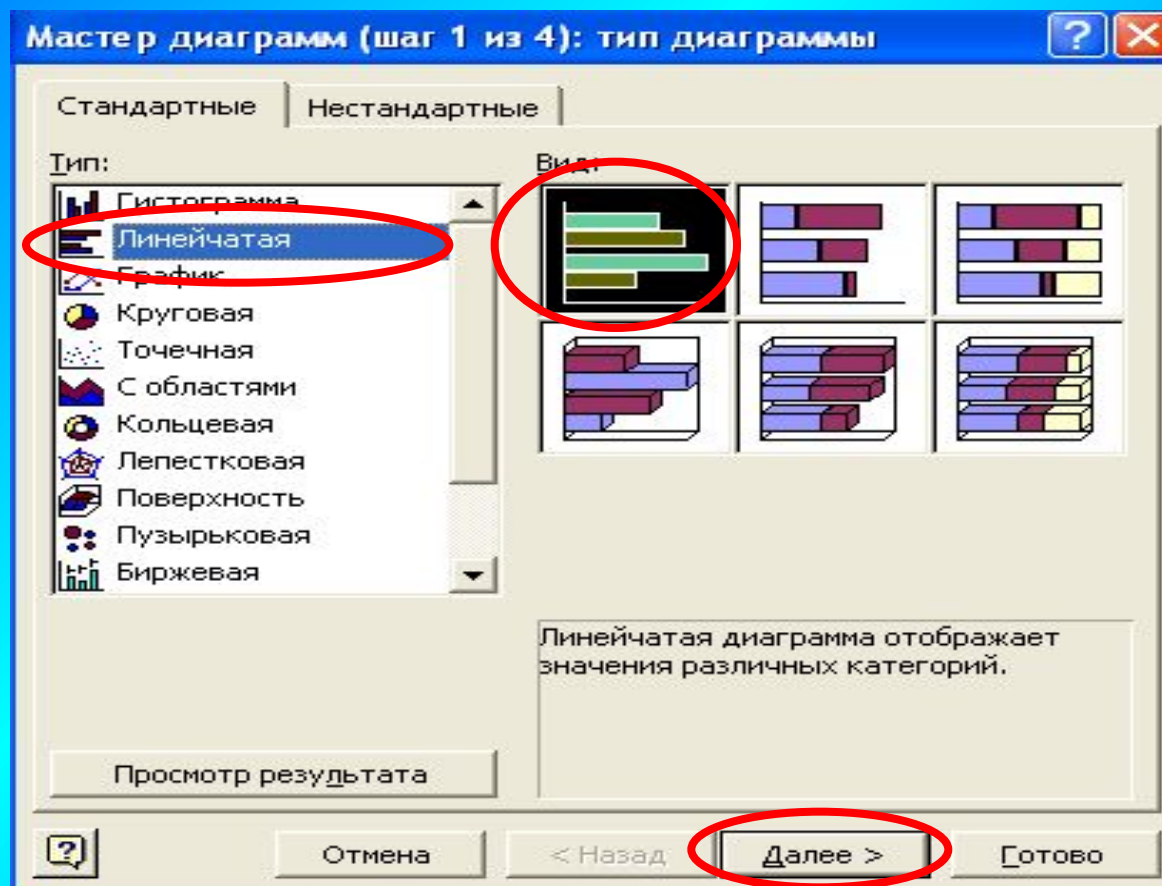 Мастер диаграмм (шаг 1 из 4): тип диаграммы
Стандартные
Нестандартные
Тип:
Гистограмма
Линейчатая
График
Круговая
Точечная
С областями
Кольцевая
Лепестковая
Поверхность
Пузырьковая
Биржевая
Вид:
Линейчатая диаграмма отображает
значения различных категорий.
Просмотр результата
Отмена
< Назад
Далее >
Готово